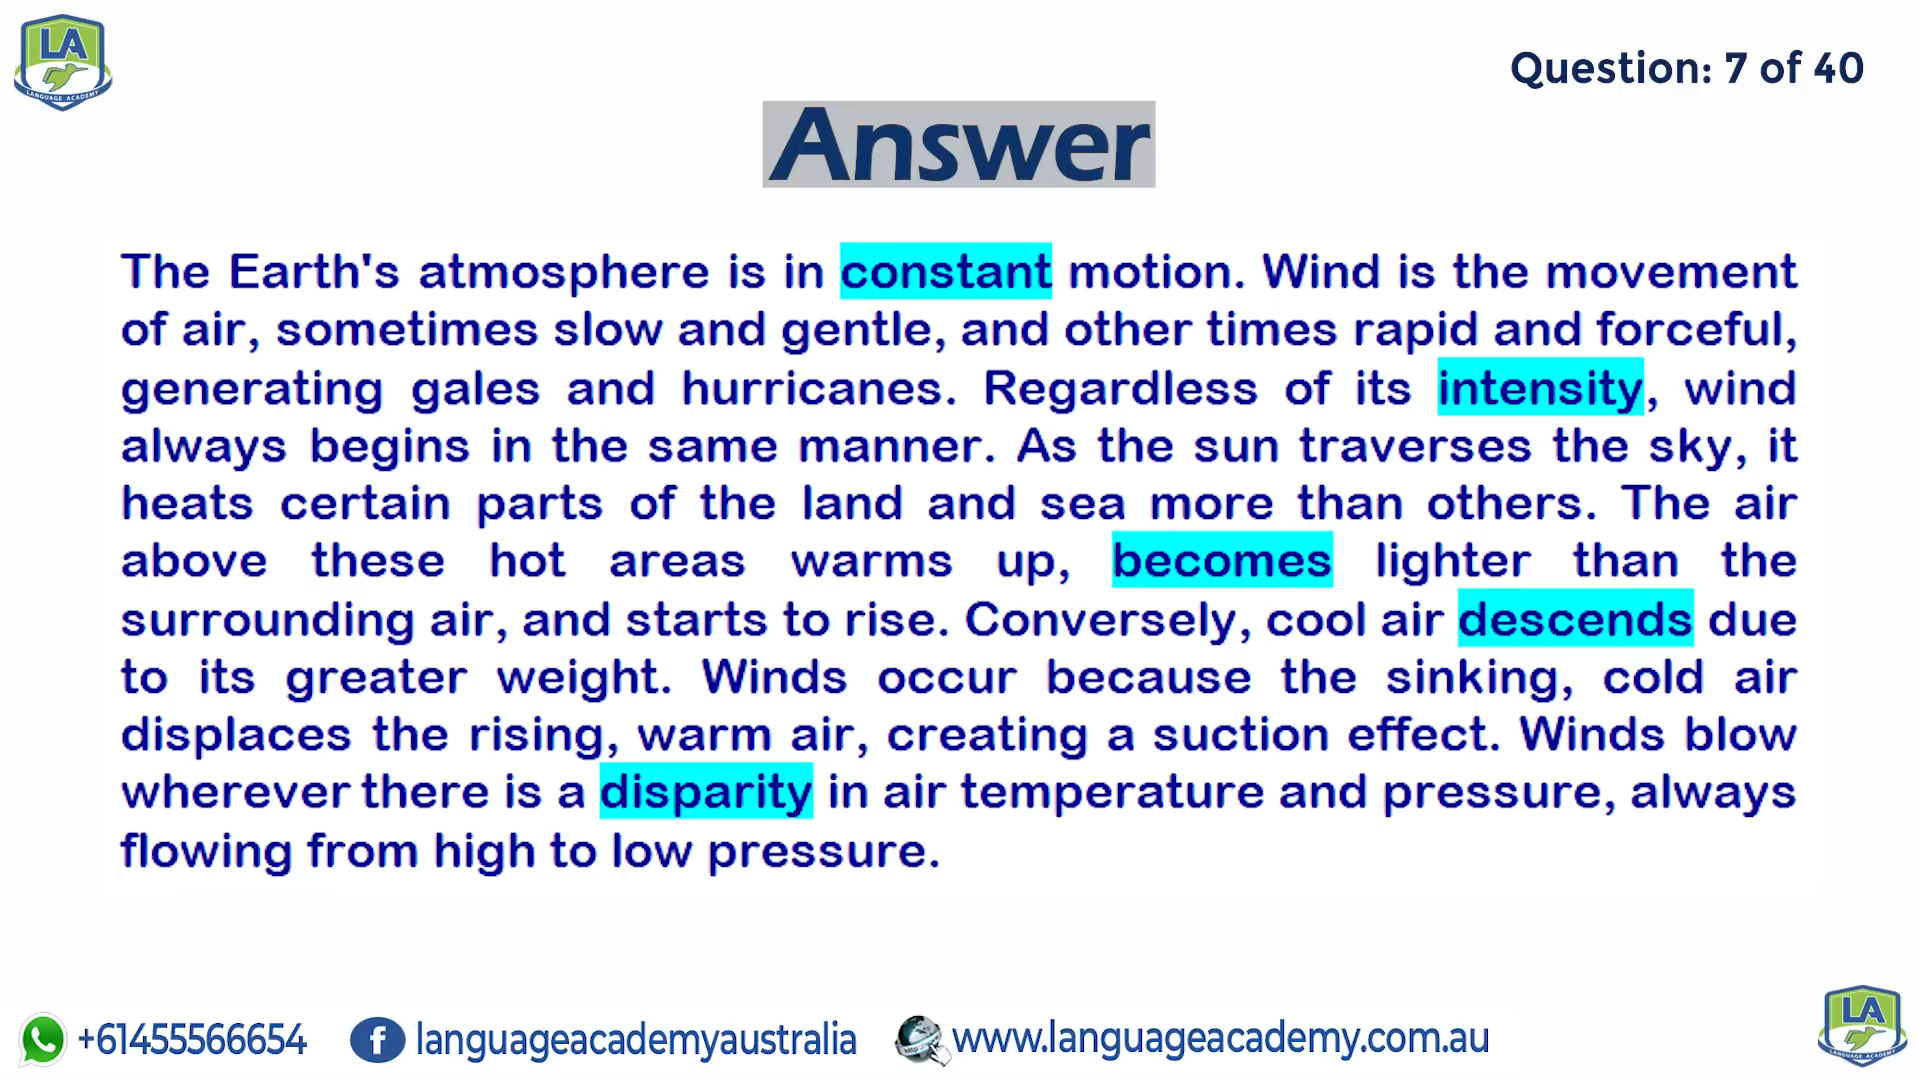 LA
LANGUAGE ACADEMY
Question: 7 of 40
Answer
The Earth's atmosphere is in constant motion. Wind is the movement
of air, sometimes slow and gentle, and other times rapid and forceful,
generating gales and hurricanes. Regardless of its intensity, wind
always begins in the same manner. As the sun traverses the sky, it
heats certain parts of the land and sea more than others. The air
above these hot areas warms up, becomes lighter than the
surrounding air, and starts to rise. Conversely, cool air descends due
to its greater weight. Winds occur because the sinking, cold air
displaces the rising, warm air, creating a suction effect. Winds blow
wherever there is a disparity in air temperature and pressure, always
flowing from high to low pressure.
+61455566654
f languageacademyaustralia
www.languageacademy.com.au
LA
LANGUAGE ACADEMY